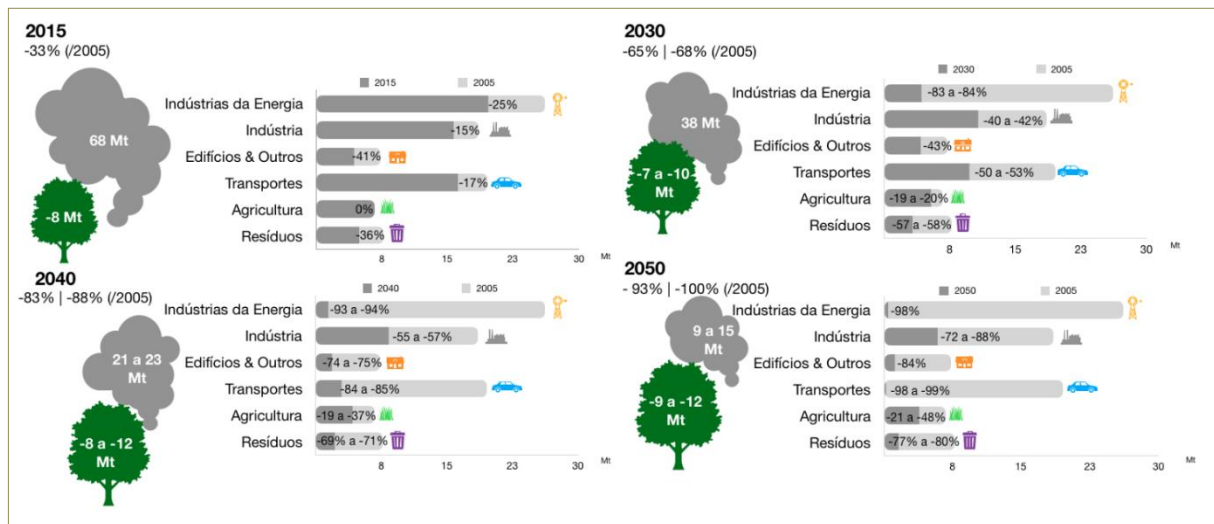 2015
-33% (/2005)
68 Mt
-8 Mt
2015 2005
Indústrias da Energia -25%
Indústria -15%
Edifícios & Outros -41%
Transportes -17%
Agricultura 0%
Resíduos -36%
8 15 23 30 Mt
2030
-65% | -68% (/2005)
38 Mt
-7 a -10
Mt
2030 2005
Indústrias da Energia -83 a -84%
Indústria -40 a -42%
Edifícios & Outros -43%
Transportes -50 a -53%
Agricultura -19 a -20%
Resíduos -57 a -58%
8 15 23 30 Mt
2040
-83% | -88% (/2005)
21 a 23
Mt
-8 a -12
Mt
2040 2005
Indústrias da Energia -93 a -94%
Indústria -55 a -57%
Edifícios & Outros -74 a -75%
Transportes -84 a -85%
Agricultura -19 a -37%
Resíduos -69% a -71%
8 15 23 30 Mt
2050
- 93% | -100% (/2005)
9 a 15
Mt
-9 a -12
Mt
2050 2005
Indústrias da Energia -98%
Indústria -72 a -88%
Edifícios & Outros -84%
Transportes -98 a -99%
Agricultura -21 a -48%
Resíduos -77% a -80%
8 15 23 30 Mt